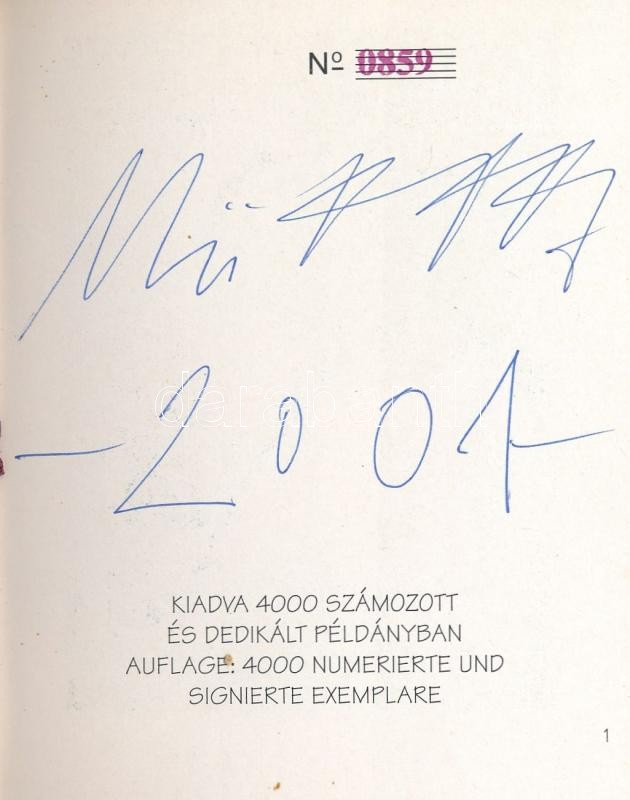 Nº 0859
-2001-
KIADVA 4000 SZÁMOZOTT
ÉS DEDIKÁLT PÉLDÁNYBAN
AUFLAGE: 4000 NUMERIERTE UND
SIGNIERTE EXEMPLARE
1